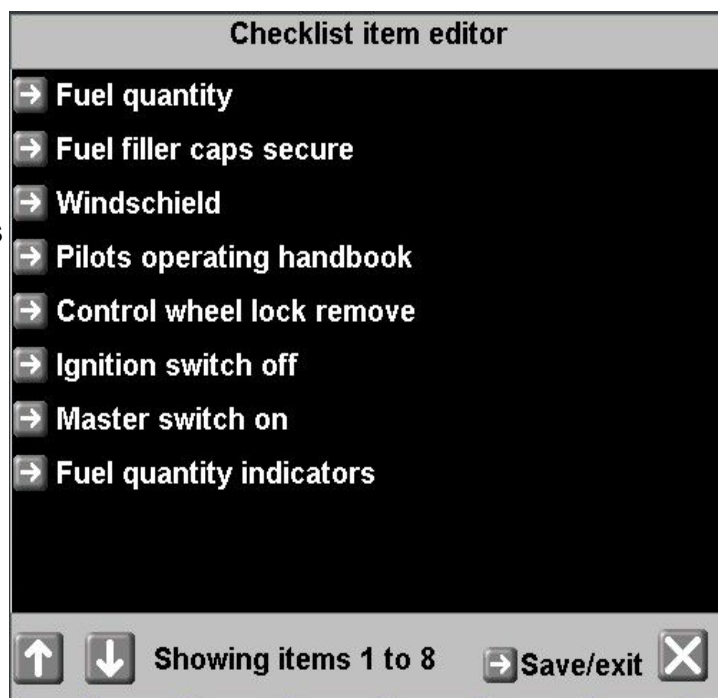 Checklist item editor
Fuel quantity
Fuel filler caps secure
Windschield
Pilots operating handbook
Control wheel lock remove
Ignition switch off
Master switch on
Fuel quantity indicators
Showing items 1 to 8 Save/exit